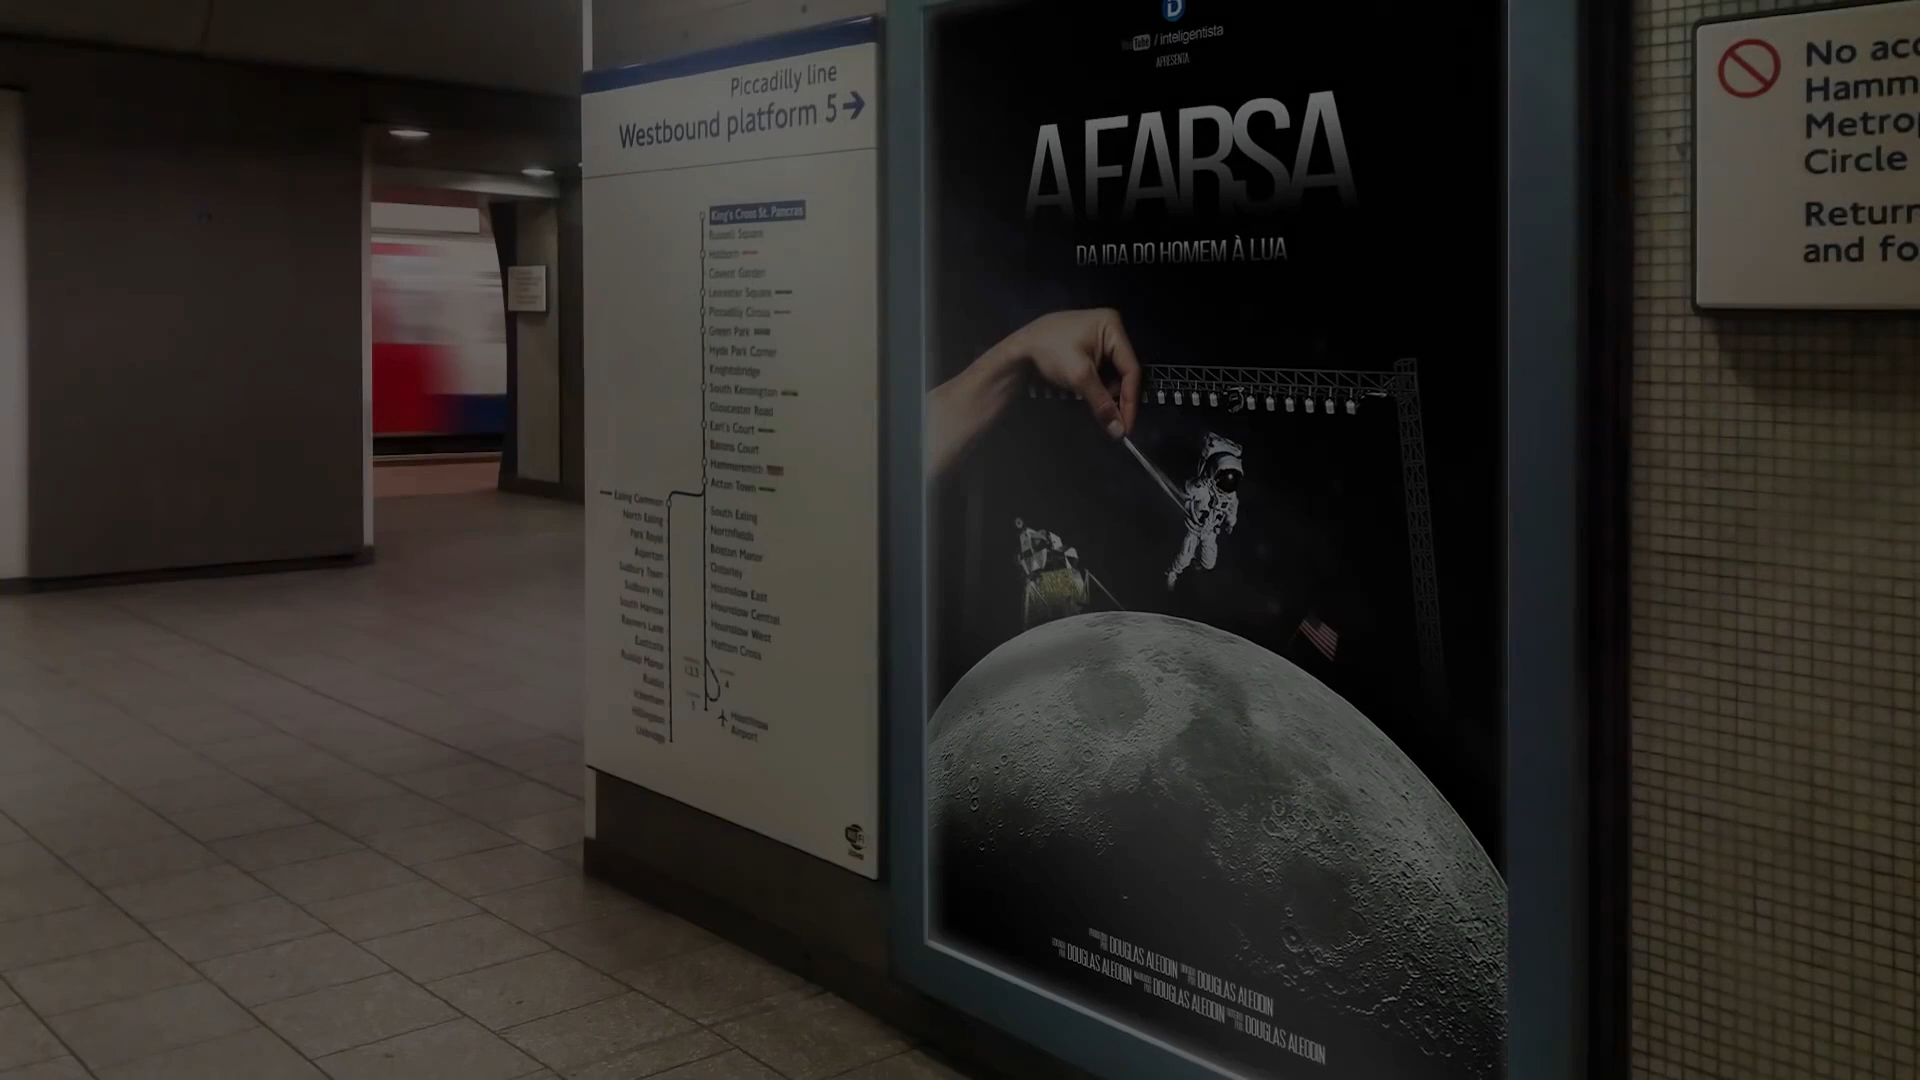 Piccadilly line
Westbound platform 5
King's Cross St. Pancras
Russell Square
Holborn
Covent Garden
Leicester Square
Piccadilly Circus
Green Park
Hyde Park Corner
Knightsbridge
South Kensington
Gloucester Road
Earl's Court
Barons Court
Hammersmith
Acton Town
Ealing Common
North Ealing
Park Royal
Alperton
Sudbury Town
Sudbury Hill
South Harrow
Rayners Lane
Eastcote
Ruislip Manor
Ruislip
Ickenham
Hillingdon
Uxbridge
South Ealing
Northfields
Boston Manor
Osterley
Hounslow East
Hounslow Central
Hounslow West
Hatton Cross
4
Heathrow
Airport
YouTube / inteligentista
APRESENTA
A FARSA
DA IDA DO HOMEM À LUA
DOUGLAS ALEODIN DOUGLAS ALEODIN
DOUGLAS ALEODIN DOUGLAS ALEODIN DOUGLAS ALEODIN
No acc
Hamm
Metrop
Circle
Return
and fo